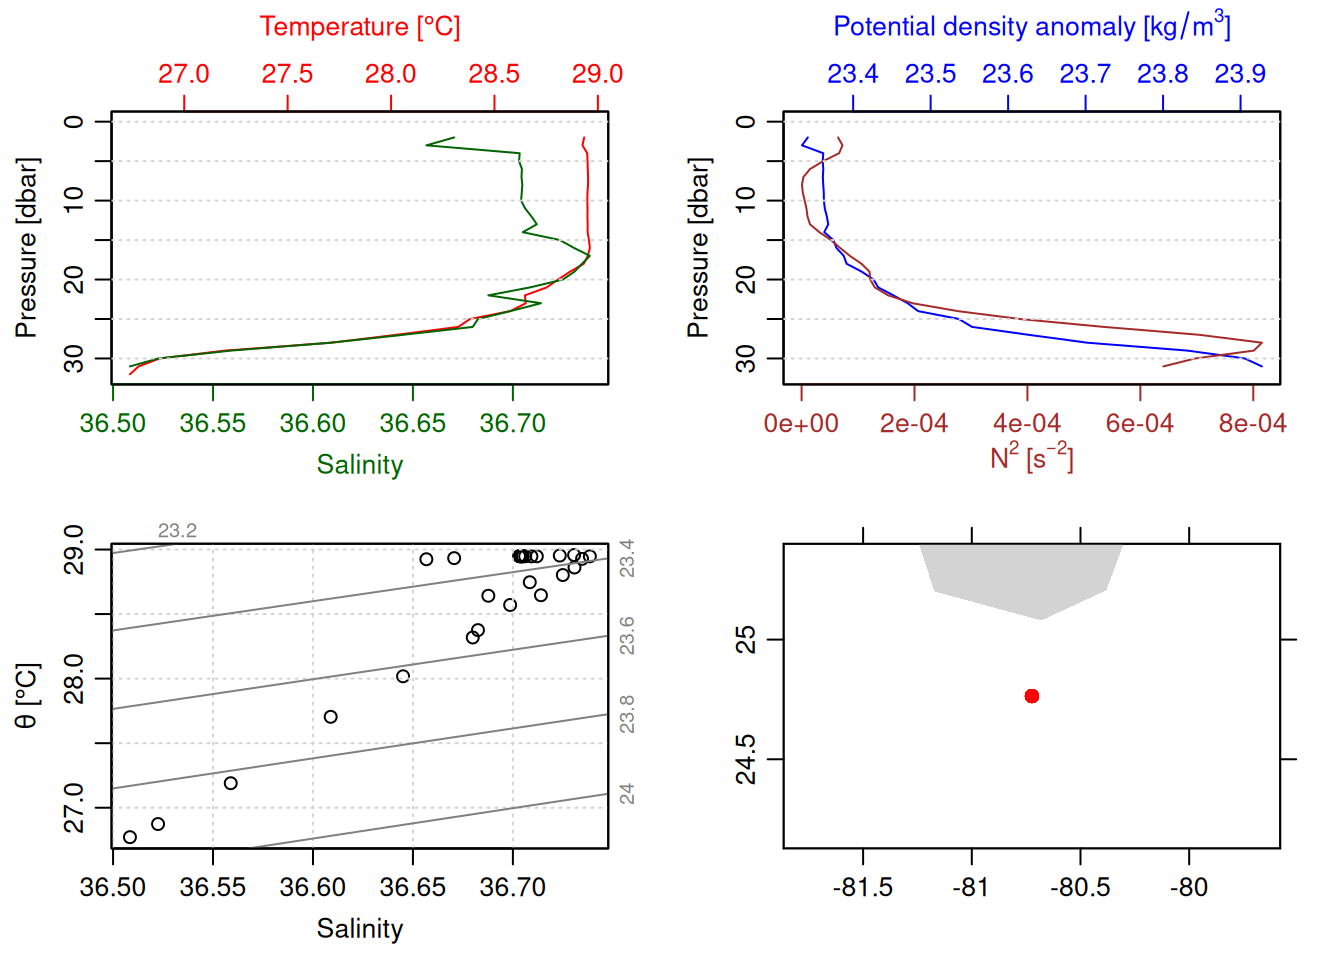 Temperature [°C]
27.0 27.5 28.0 28.5 29.0
Pressure [dbar]
0 10 20 30
36.50 36.55 36.60 36.65 36.70
Salinity
Potential density anomaly [kg/m³]
23.4 23.5 23.6 23.7 23.8 23.9
Pressure [dbar]
0 10 20 30
0e+00 2e-04 4e-04 6e-04 8e-04
N² [s⁻²]
23.2
23.4
23.6
23.8
24
θ [°C]
29.0 28.0 27.0
36.50 36.55 36.60 36.65 36.70
Salinity
25
24.5
-81.5 -81 -80.5 -80